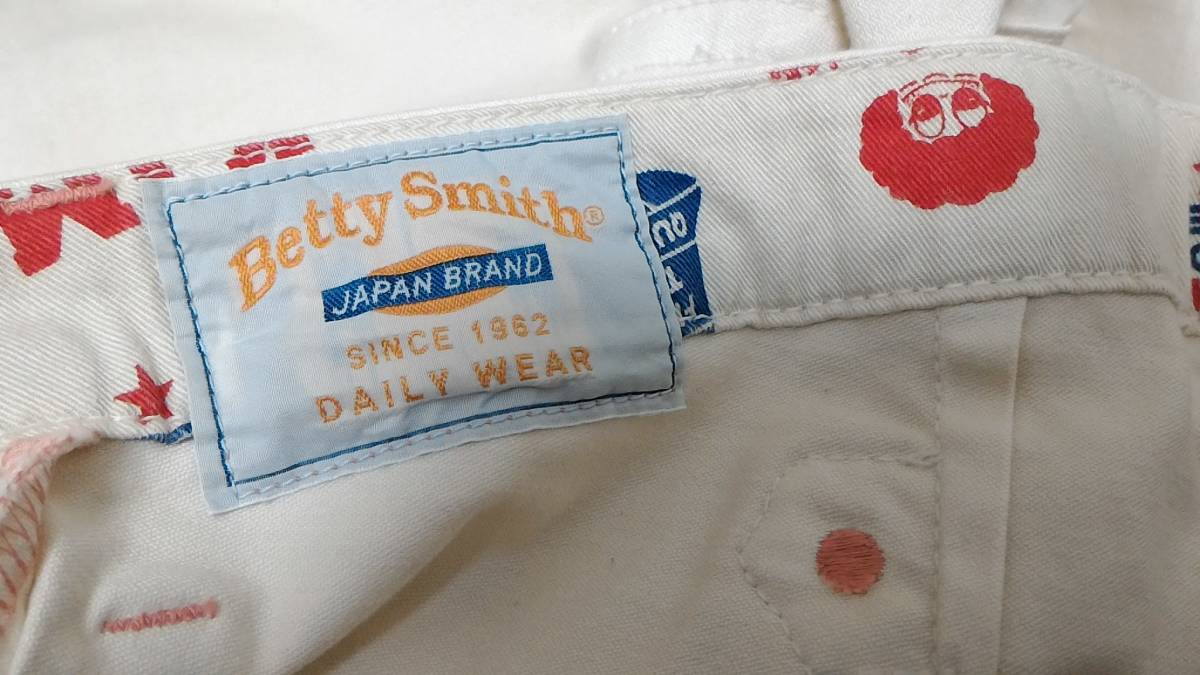 Betty Smith®
JAPAN BRAND
SINCE 1962
DAILY WEAR